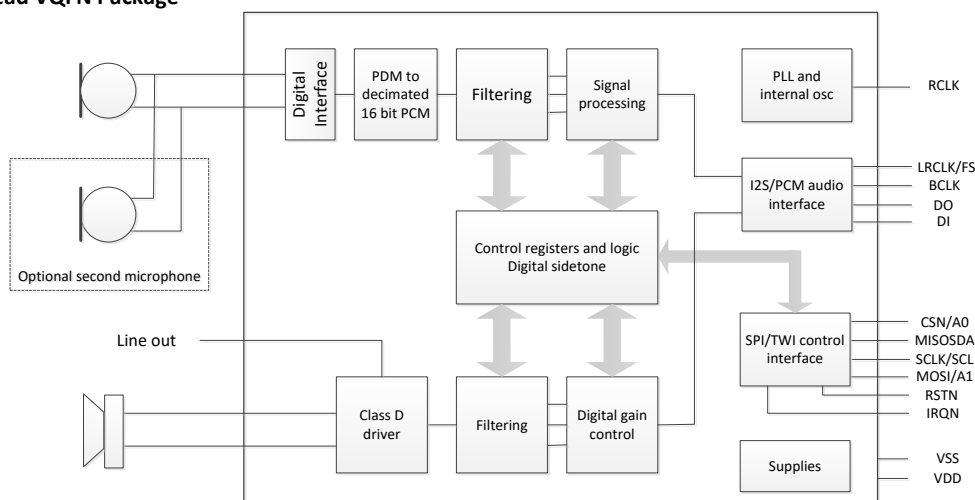 VQFN Package
Digital
Interface
PDM to
decimated
16 bit PCM
Filtering
Signal
processing
PLL and
internal osc
RCLK
I2S/PCM audio
interface
LRCLK/FS
BCLK
DO
DI
Optional second microphone
Control registers and logic
Digital sidetone
SPI/TWI control
interface
CSN/A0
MISOSDA
SCLK/SCL
MOSI/A1
RSTN
IRQN
Line out
Class D
driver
Filtering
Digital gain
control
Supplies
VSS
VDD